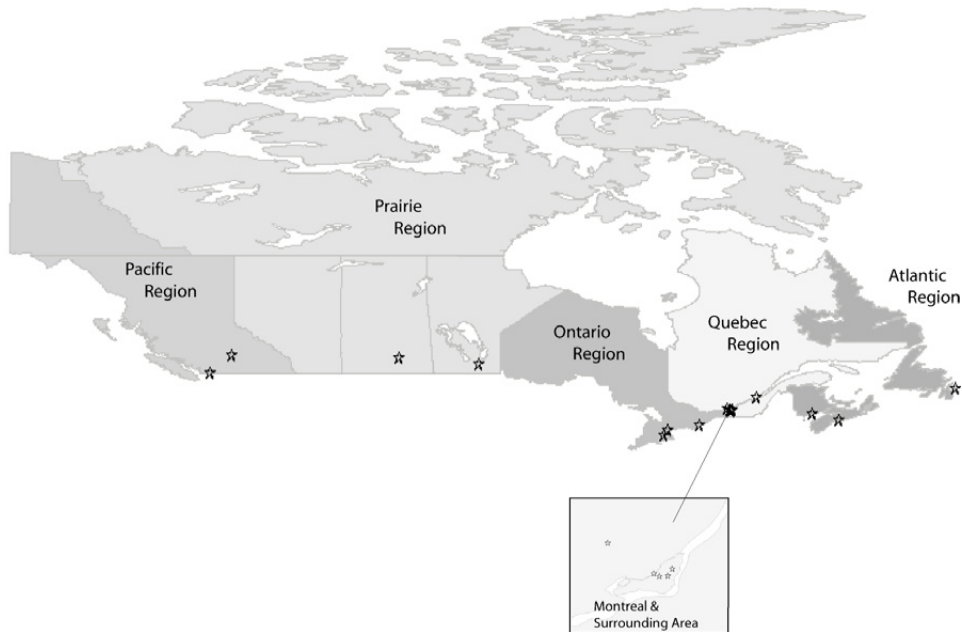 Prairie
Region
Pacific
Region
Atlantic
Region
Ontario
Region
Quebec
Region
Montreal &
Surrounding Area